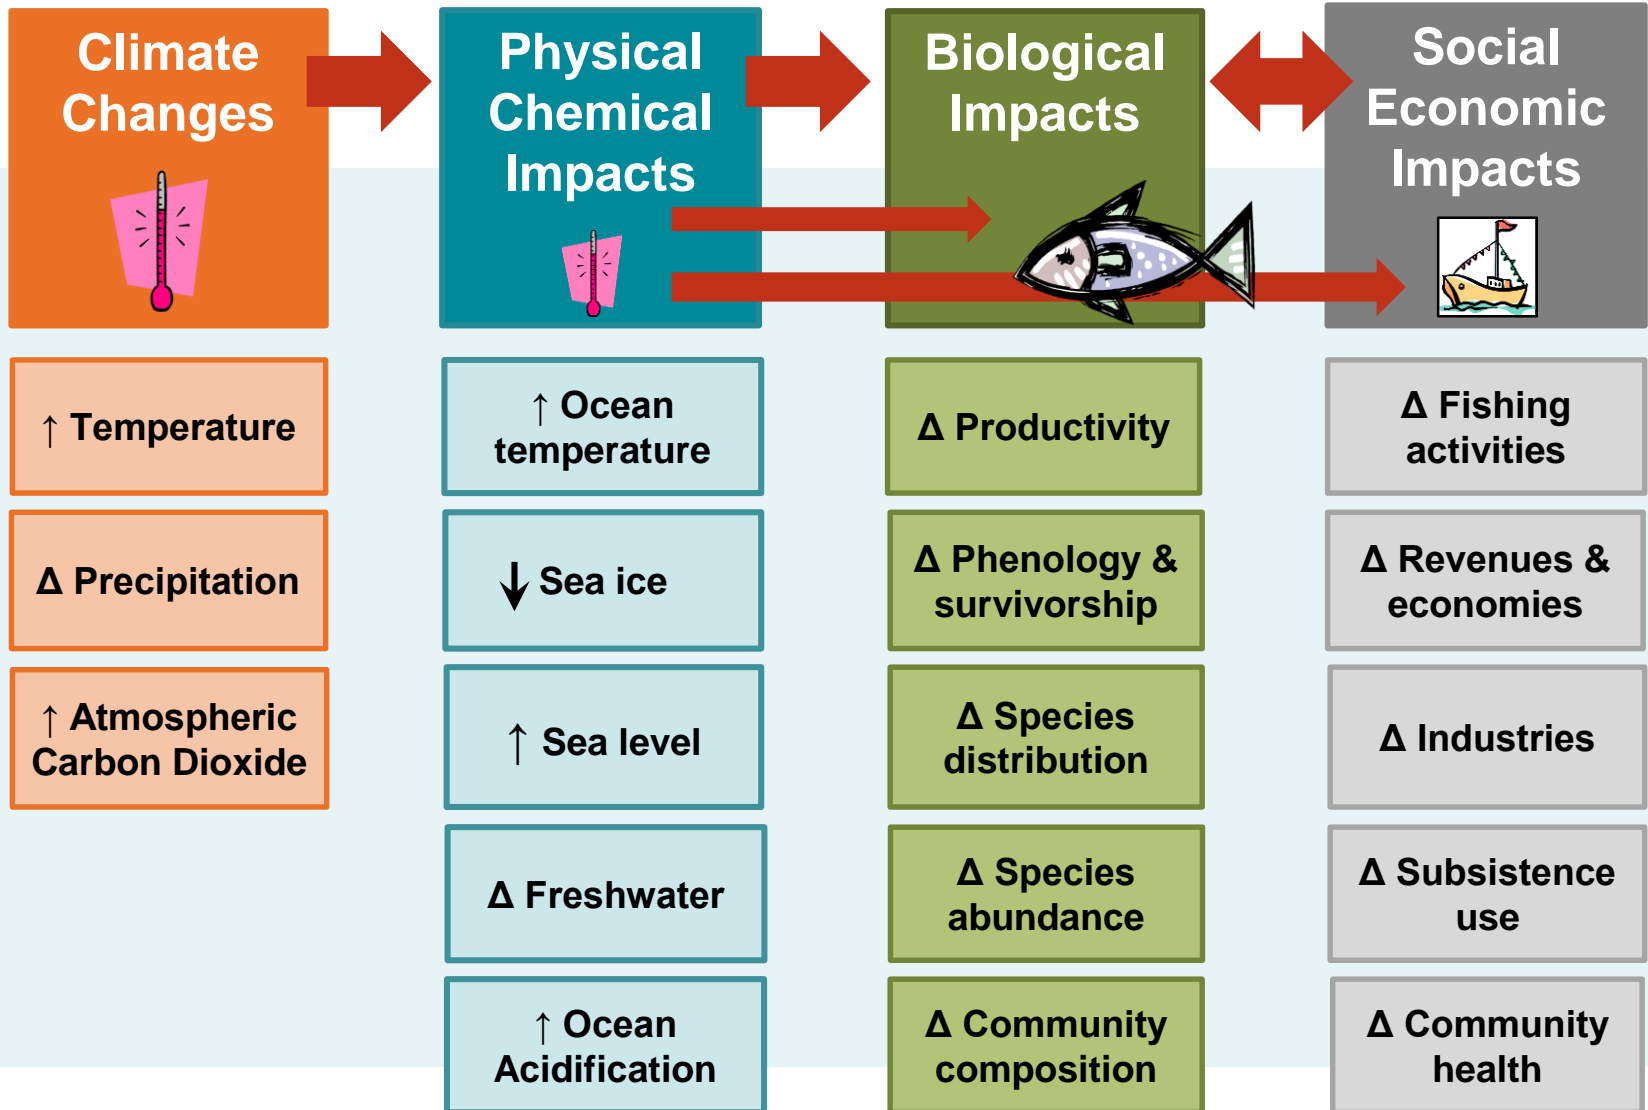 Climate
Changes
Physical
Chemical
Impacts
Biological
Impacts
Social
Economic
Impacts
↑ Temperature
Δ Precipitation
↑ Atmospheric
Carbon Dioxide
↑ Ocean
temperature
↓ Sea ice
↑ Sea level
Δ Freshwater
↑ Ocean
Acidification
Δ Productivity
Δ Phenology &
survivorship
Δ Species
distribution
Δ Species
abundance
Δ Community
composition
Δ Fishing
activities
Δ Revenues &
economies
Δ Industries
Δ Subsistence
use
Δ Community
health